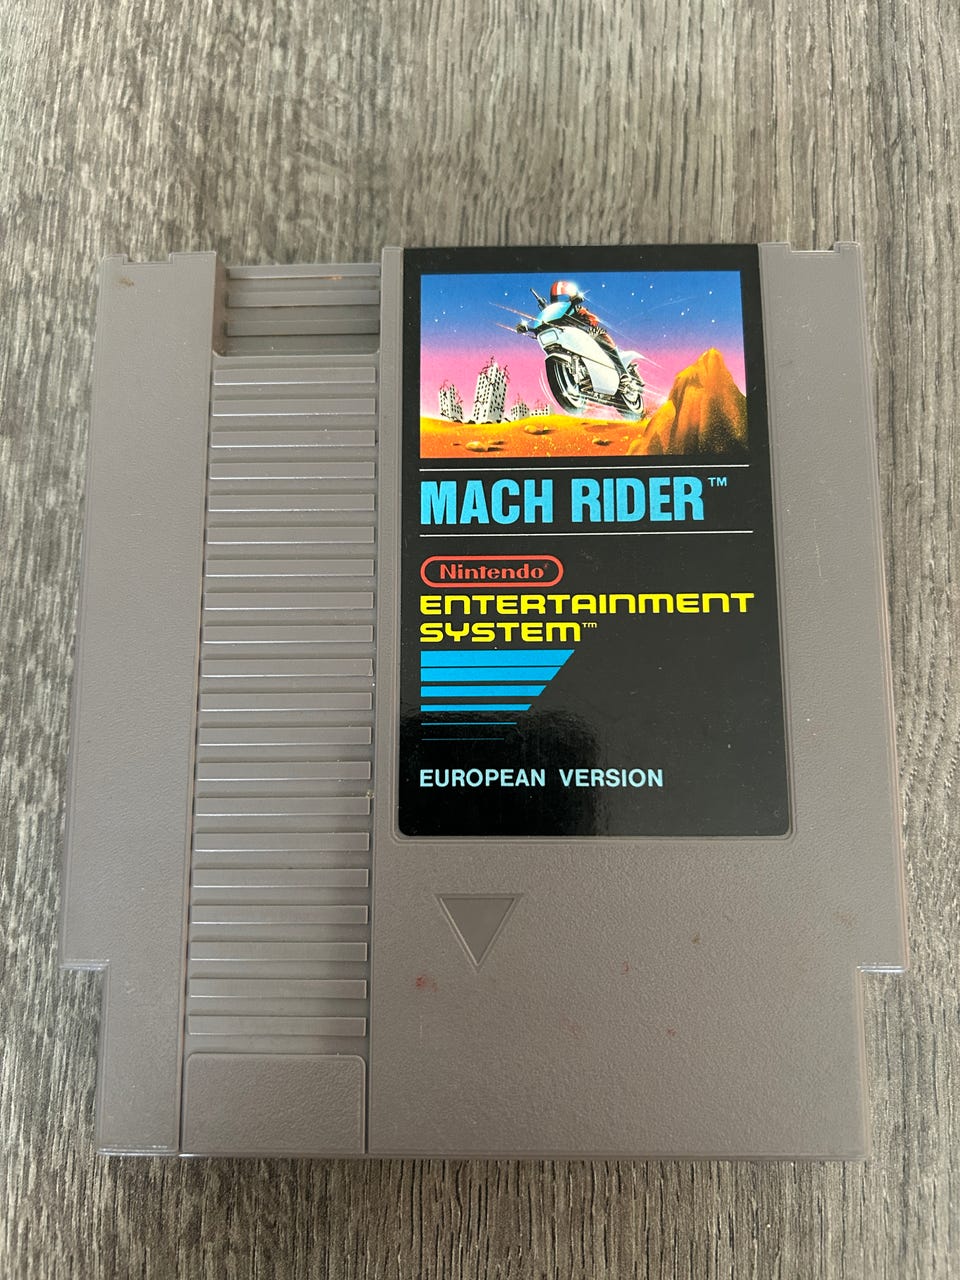 MACH RIDER™
Nintendo®
ENTERTAINMENT
SYSTEM™
EUROPEAN VERSION